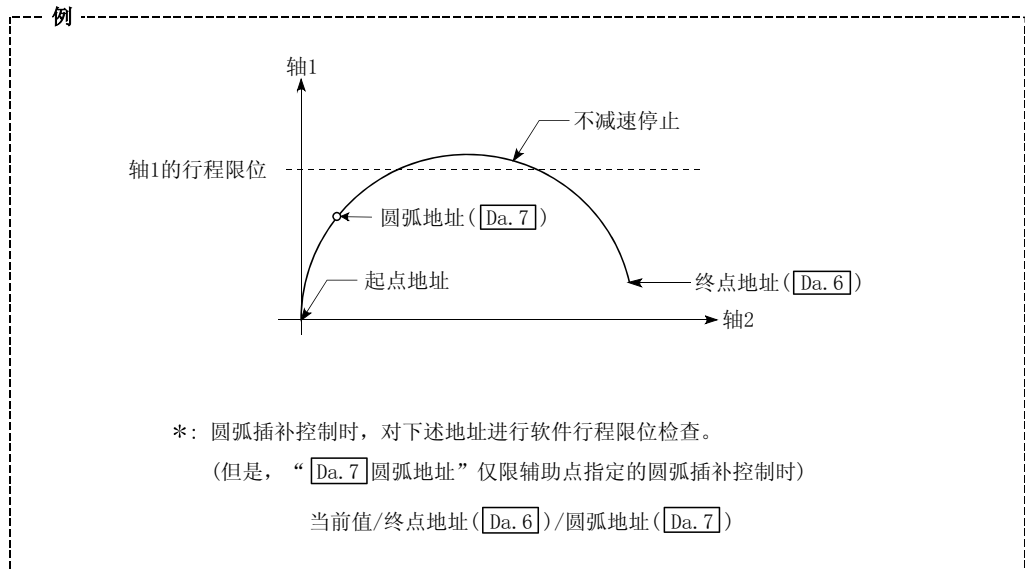 例
轴1
不减速停止
轴1的行程限位
圆弧地址(Da.7)
起点地址
终点地址(Da.6)
轴2
*: 圆弧插补控制时，对下述地址进行软件行程限位检查。
(但是，“Da.7圆弧地址”仅限辅助点指定的圆弧插补控制时)
当前值/终点地址(Da.6)/圆弧地址(Da.7)